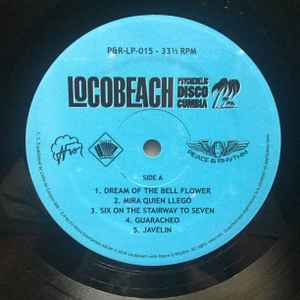 P&R-LP-015 - 33⅓ RPM
LOCOBEACH
PSYCHEDELIC
DISCO
CUMBIA
PEACE & RHYTHM
SIDE A
1. DREAM OF THE BELL FLOWER
2. MIRA QUIEN LLEGÓ
3. SIX ON THE STAIRWAY TO SEVEN
4. GUARACHEO
5. JAVELIN